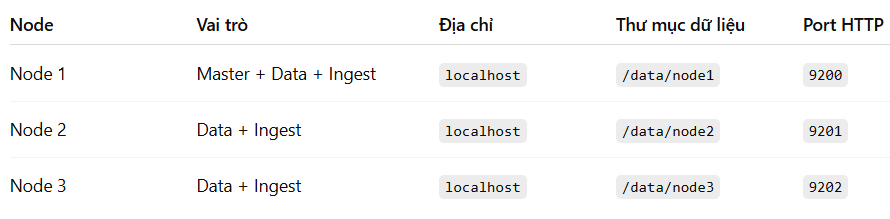 Node Vai trò Địa chỉ Thư mục dữ liệu Port HTTP
Node 1 Master + Data + Ingest localhost /data/node1 9200
Node 2 Data + Ingest localhost /data/node2 9201
Node 3 Data + Ingest localhost /data/node3 9202